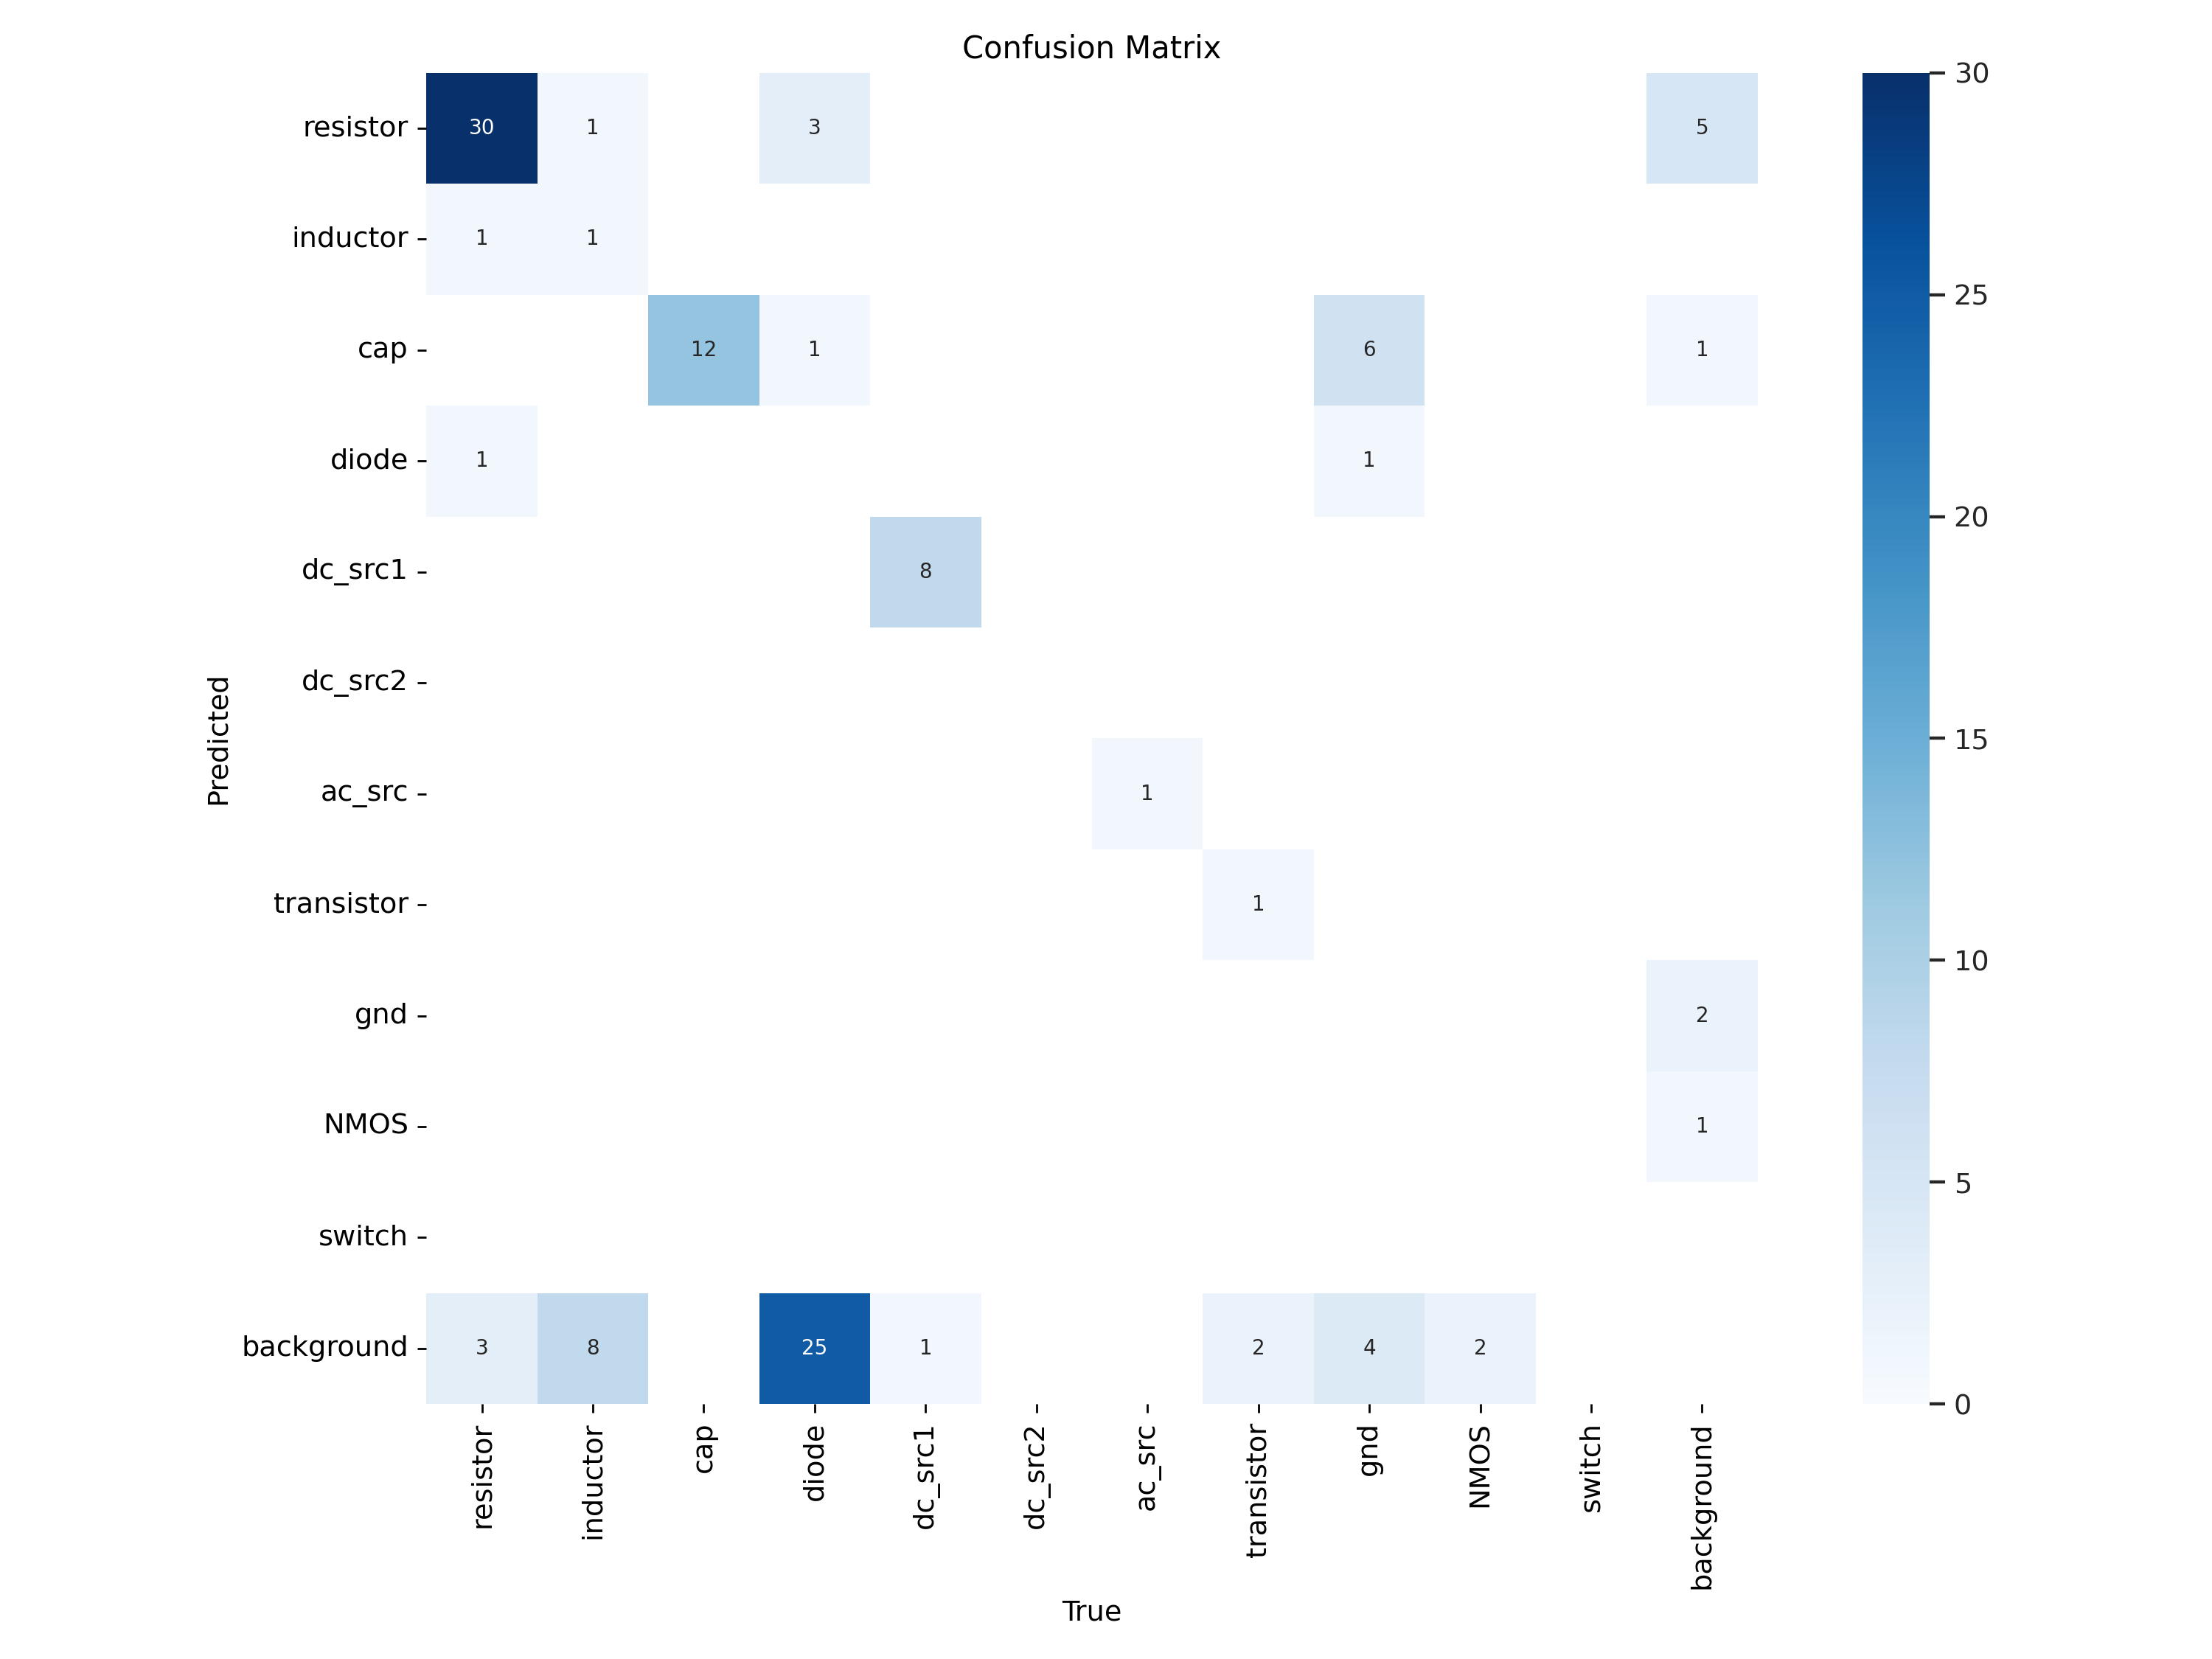 Confusion Matrix
resistor 30 1 3 5
inductor 1 1
cap 12 1 6 1
diode 1 1
dc_src1 8
dc_src2
ac_src 1
transistor 1
gnd 2
NMOS 1
switch
background 3 8 25 1 2 4 2
resistor inductor cap diode dc_src1 dc_src2 ac_src transistor gnd NMOS switch background
True
Predicted
30
25
20
15
10
5
0